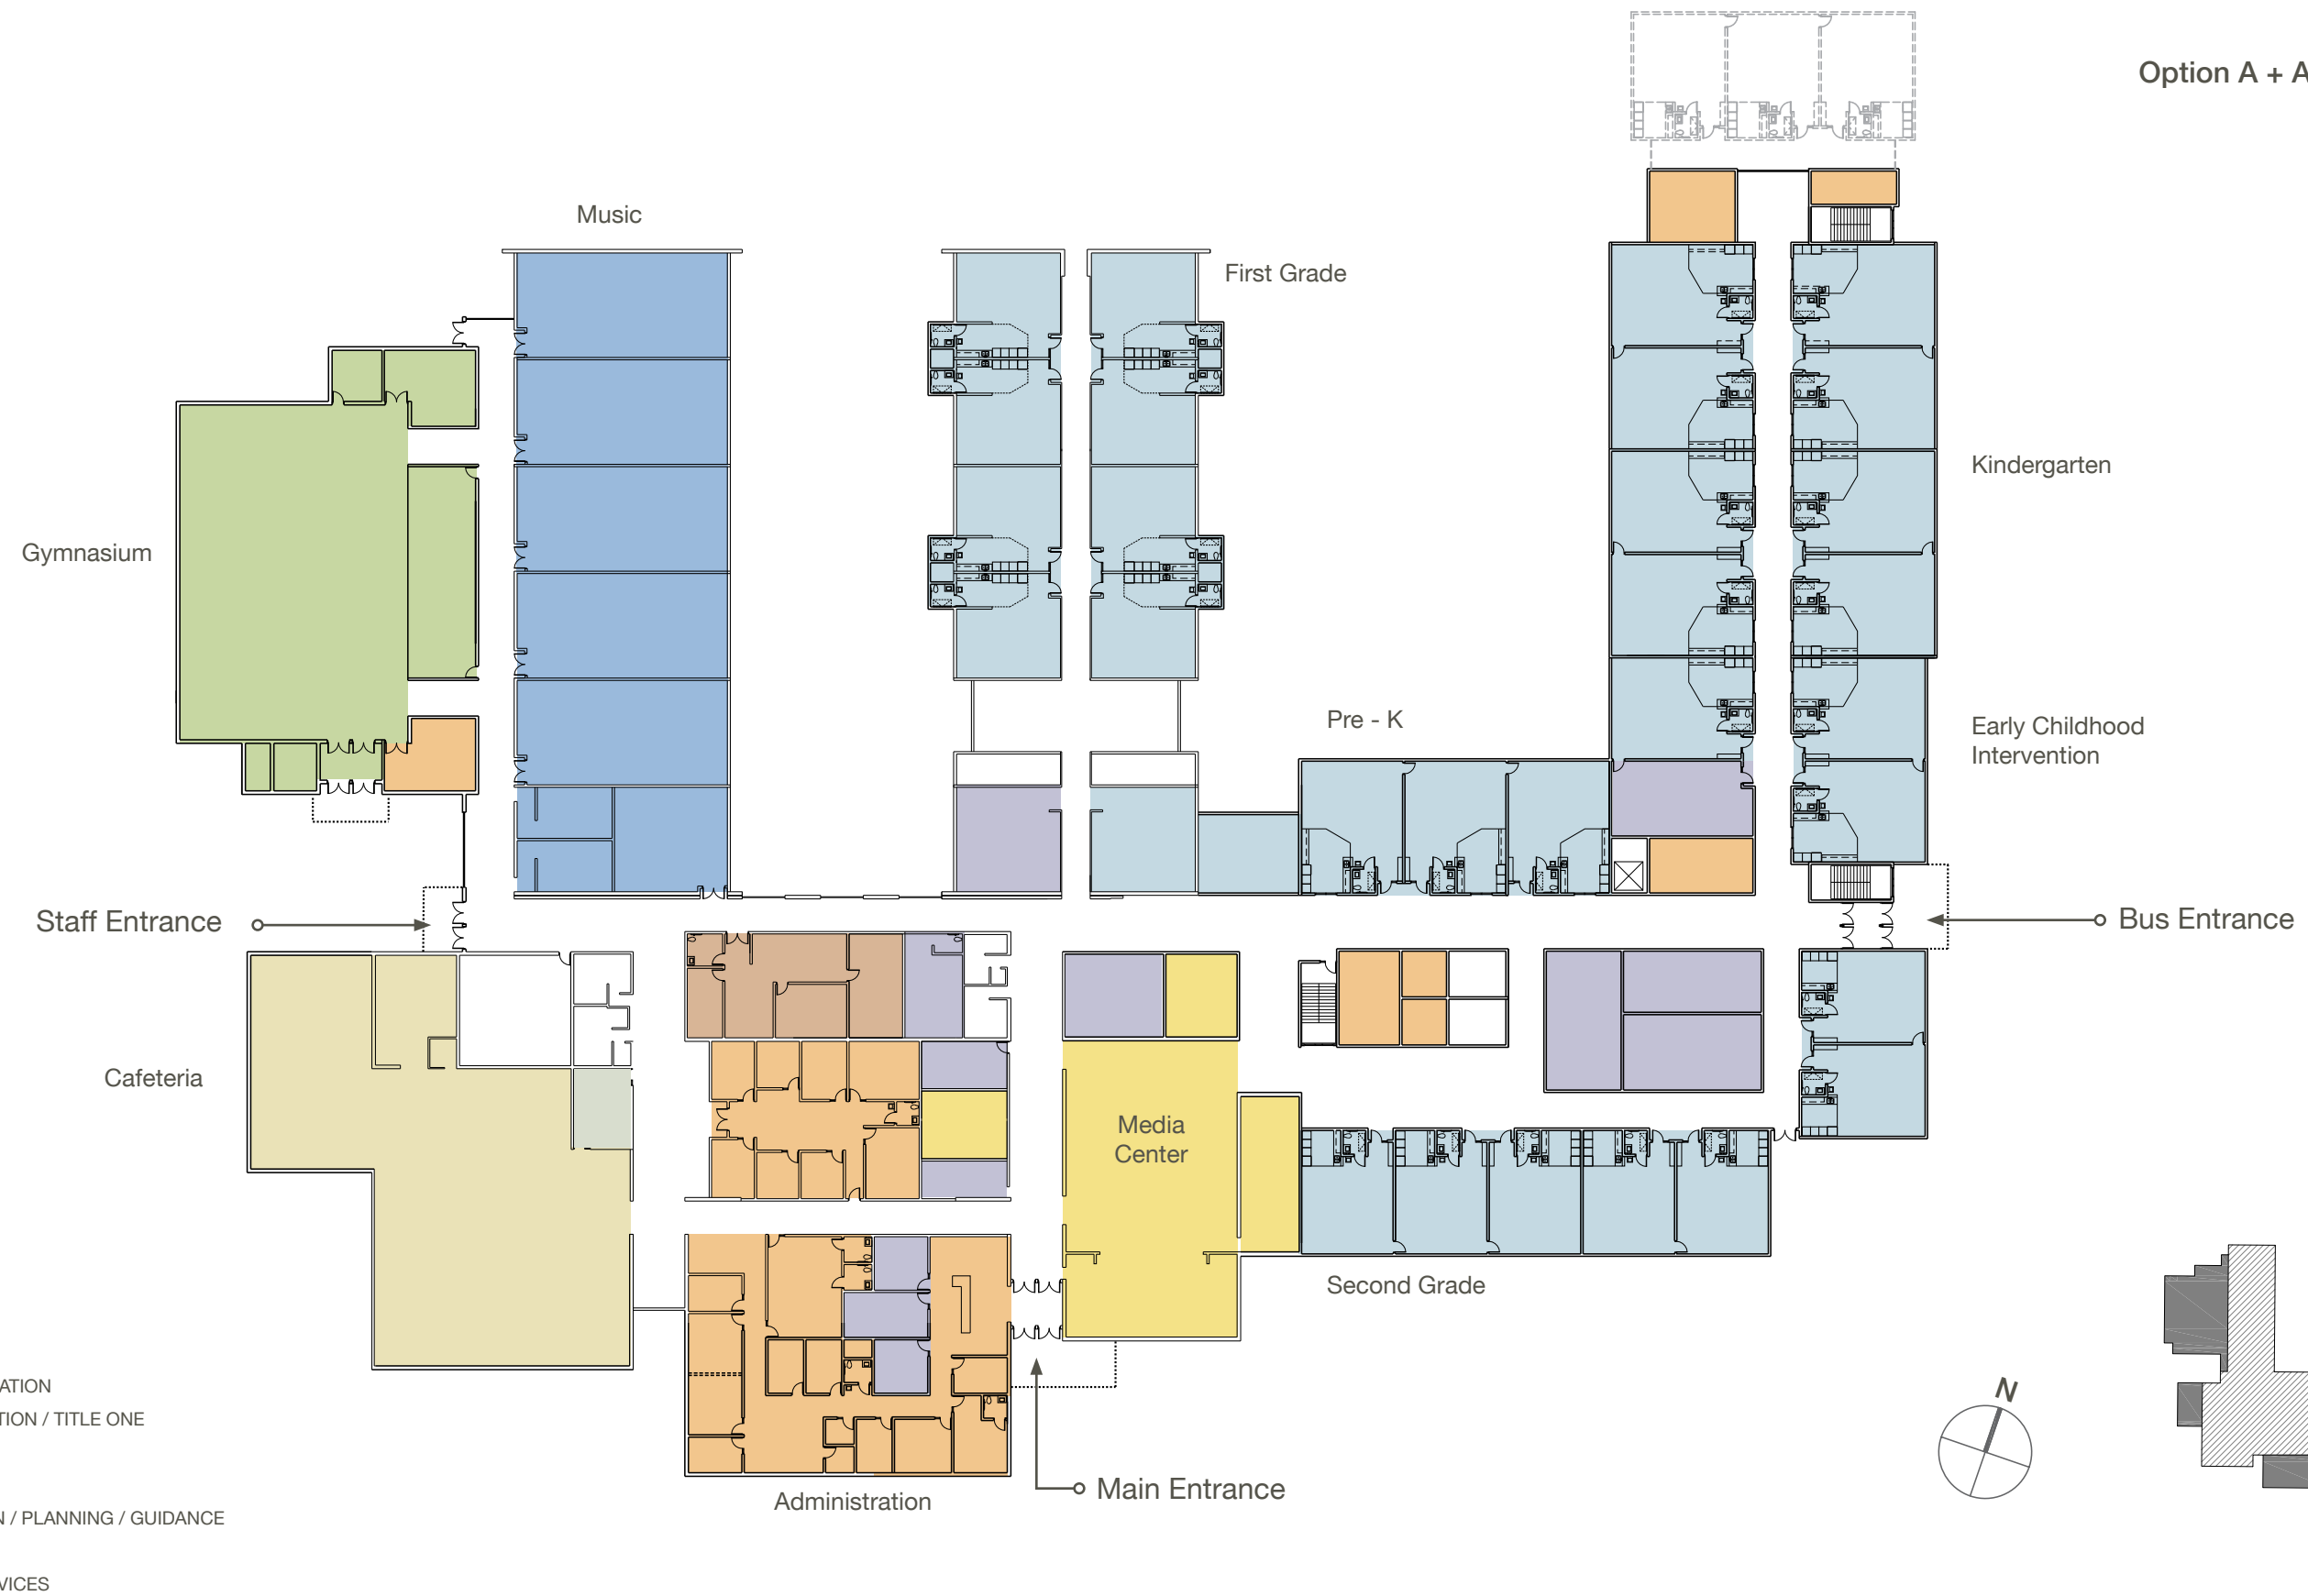 Option A + A
Music
First Grade
Kindergarten
Gymnasium
Pre - K
Early Childhood
Intervention
Staff Entrance
Bus Entrance
Cafeteria
Media
Center
Second Grade
1
ATION
TION / TITLE ONE
N
Main Entrance
Administration
N / PLANNING / GUIDANCE
VICES